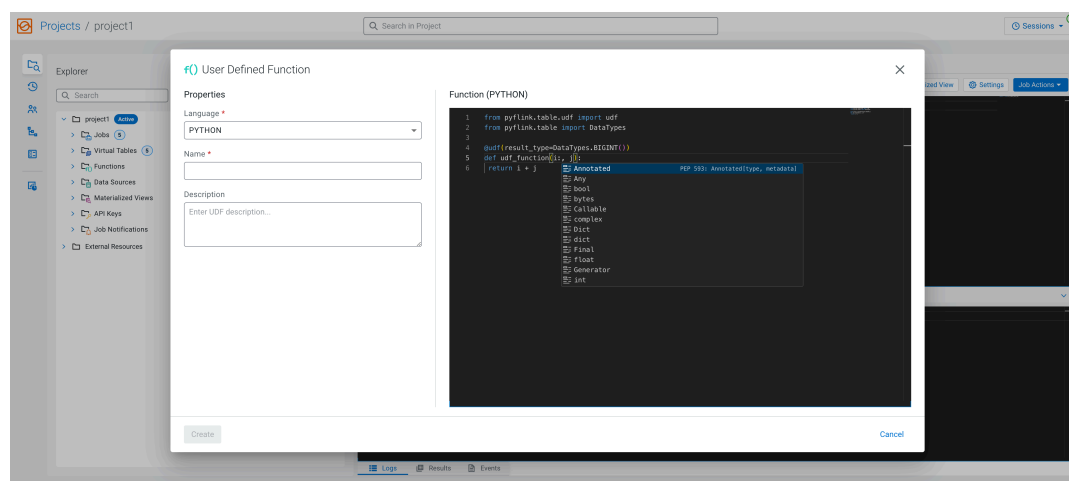 Projects / project1
Search in Project
Sessions
Explorer
Search
project1 Active
Jobs 5
Virtual Tables 5
Functions
Data Sources
Materialized Views
API Keys
Job Notifications
External Resources
ized View
Settings
Job Actions
f() User Defined Function
Properties
Language *
PYTHON
Name *
Description
Enter UDF description...
Create
Function (PYTHON)
1 from pyflink.table.udf import udf
2 from pyflink.table import DataTypes
3
4 @udf(result_type=DataTypes.BIGINT())
5 def udf_function(i:, j):
6 return i + j
Annotated PEP 593: Annotated[type, metadata]
Any
bool
bytes
Callable
complex
Dict
dict
Final
float
Generator
int
Cancel
Logs
Results
Events